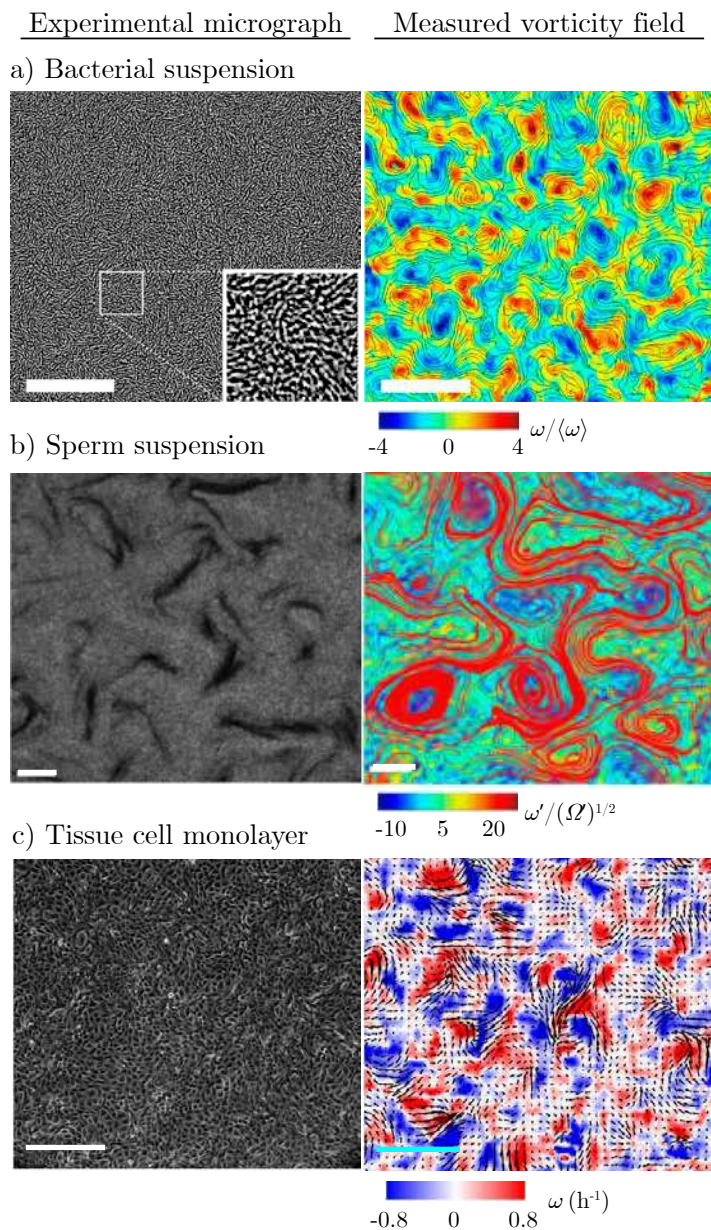 Experimental micrograph
Measured vorticity field
a) Bacterial suspension
ω/⟨ω⟩
-4 0 4
b) Sperm suspension
ω′/(Ω′)¹/²
-10 5 20
c) Tissue cell monolayer
ω (h⁻¹)
-0.8 0 0.8